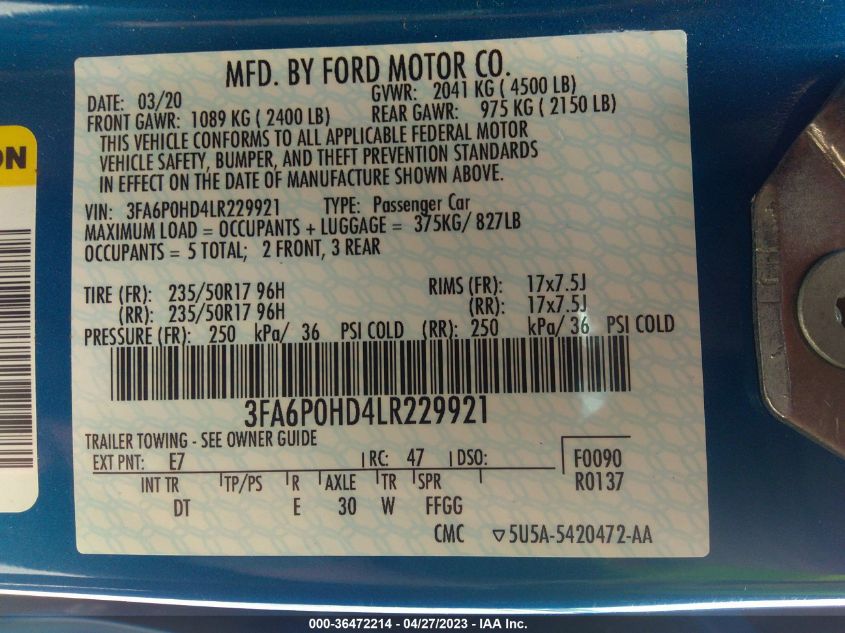 ON
MFD. BY FORD MOTOR CO.
DATE: 03/20 GVWR: 2041 KG ( 4500 LB)
FRONT GAWR: 1089 KG ( 2400 LB) REAR GAWR: 975 KG ( 2150 LB)
THIS VEHICLE CONFORMS TO ALL APPLICABLE FEDERAL MOTOR
VEHICLE SAFETY, BUMPER, AND THEFT PREVENTION STANDARDS
IN EFFECT ON THE DATE OF MANUFACTURE SHOWN ABOVE.
VIN: 3FA6P0HD4LR229921 TYPE: Passenger Car
MAXIMUM LOAD = OCCUPANTS + LUGGAGE = 375KG/ 827LB
OCCUPANTS = 5 TOTAL; 2 FRONT, 3 REAR
TIRE (FR): 235/50R17 96H RIMS (FR): 17x7.5J
(RR): 235/50R17 96H (RR): 17x7.5J
PRESSURE (FR): 250 kPa/ 36 PSI COLD (RR): 250 kPa/ 36 PSI COLD
3FA6P0HD4LR229921
TRAILER TOWING - SEE OWNER GUIDE
EXT PNT: E7 RC: 47 DSO: F0090
INT TR TP/PS R AXLE TR SPR R0137
DT E 30 W FFGG
CMC ▽5U5A-5420472-AA
000-36472214 - 04/27/2023 - IAA Inc.